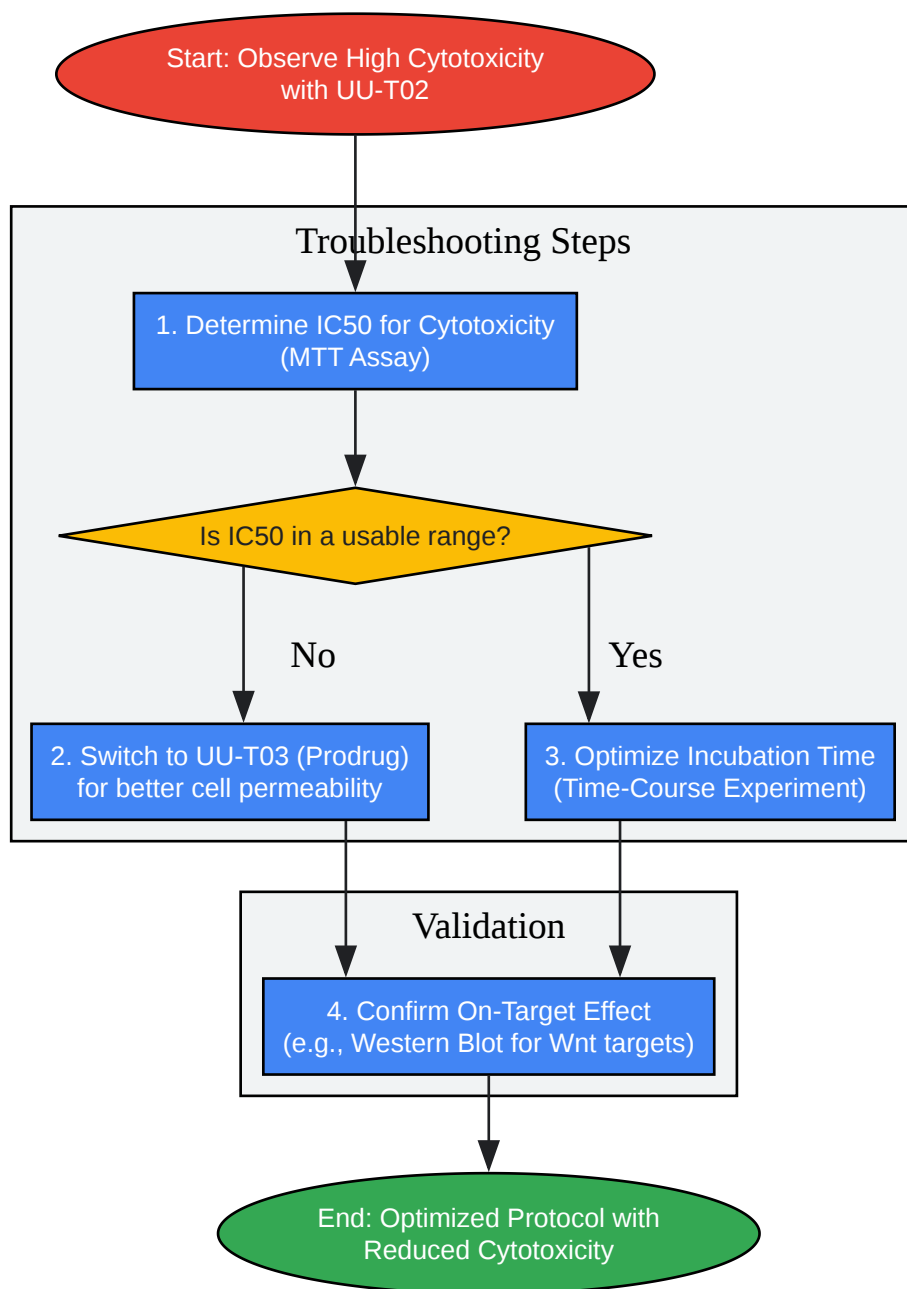 Start: Observe High Cytotoxicity
with UU-T02
Troubleshooting Steps
1. Determine IC50 for Cytotoxicity
(MTT Assay)
Is IC50 in a usable range?
No
Yes
2. Switch to UU-T03 (Prodrug)
for better cell permeability
3. Optimize Incubation Time
(Time-Course Experiment)
Validation
4. Confirm On-Target Effect
(e.g., Western Blot for Wnt targets)
End: Optimized Protocol with
Reduced Cytotoxicity